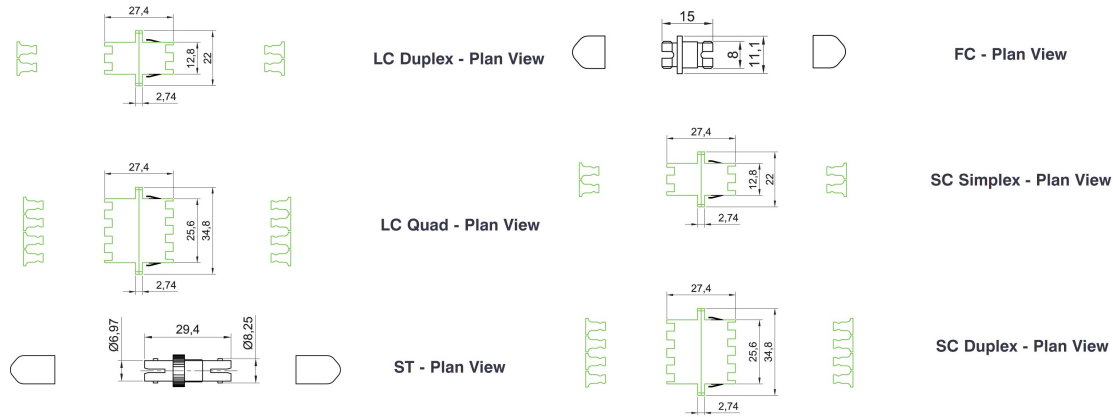 27,4
12,8
22
2,74
LC Duplex - Plan View
27,4
25,6
34,8
2,74
LC Quad - Plan View
Ø6,97
29,4
Ø8,25
ST - Plan View
15
8
11,1
FC - Plan View
27,4
12,8
22
2,74
SC Simplex - Plan View
27,4
25,6
34,8
2,74
SC Duplex - Plan View